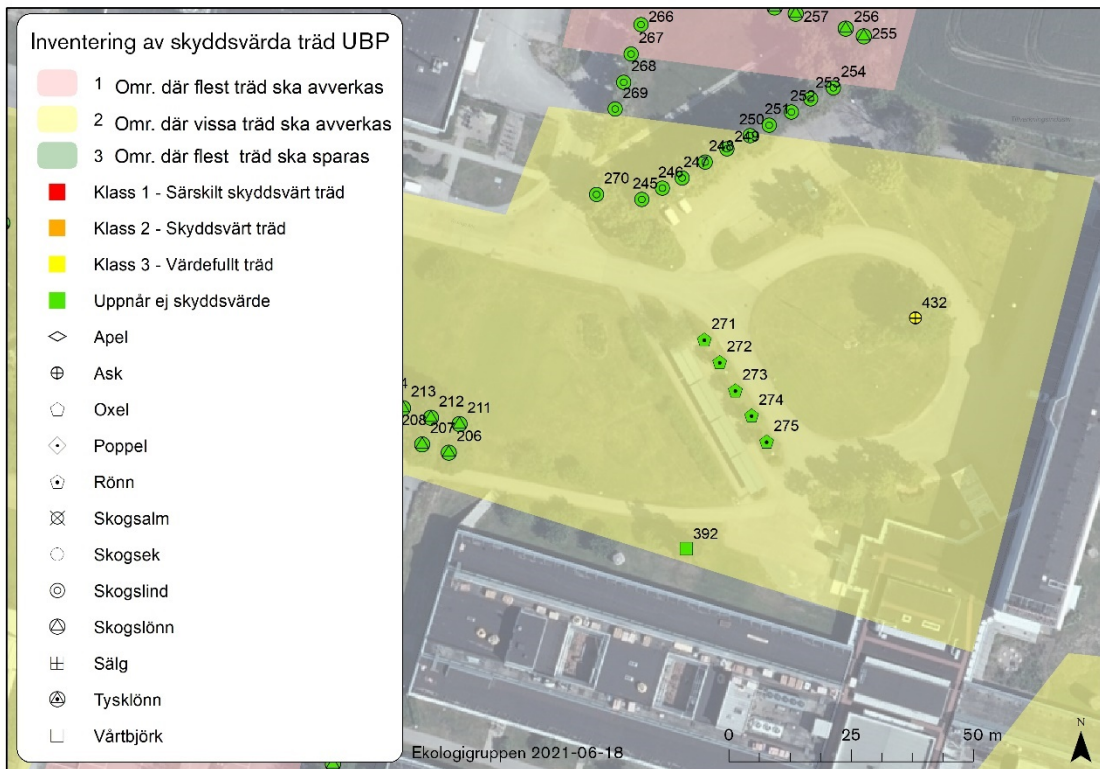 Inventering av skyddsvärda träd UBP
1 Omr. där flest träd ska avverkas
2 Omr. där vissa träd ska avverkas
3 Omr. där flest träd ska sparas
Klass 1 - Särskilt skyddsvärt träd
Klass 2 - Skyddsvärt träd
Klass 3 - Värdefullt träd
Uppnår ej skyddsvärde
Apel
Ask
Oxel
Poppel
Rönn
Skogsalm
Skogsek
Skogslind
Skogslönn
Sälg
Tysklönn
Vårtbjörk
266
267
268
269
270
257
256
255
254
253
252
251
250
249
248
247
246
245
432
271
272
273
274
275
213
212
211
208
207
206
392
Ekologigruppen 2021-06-18
0 25 50 m
N